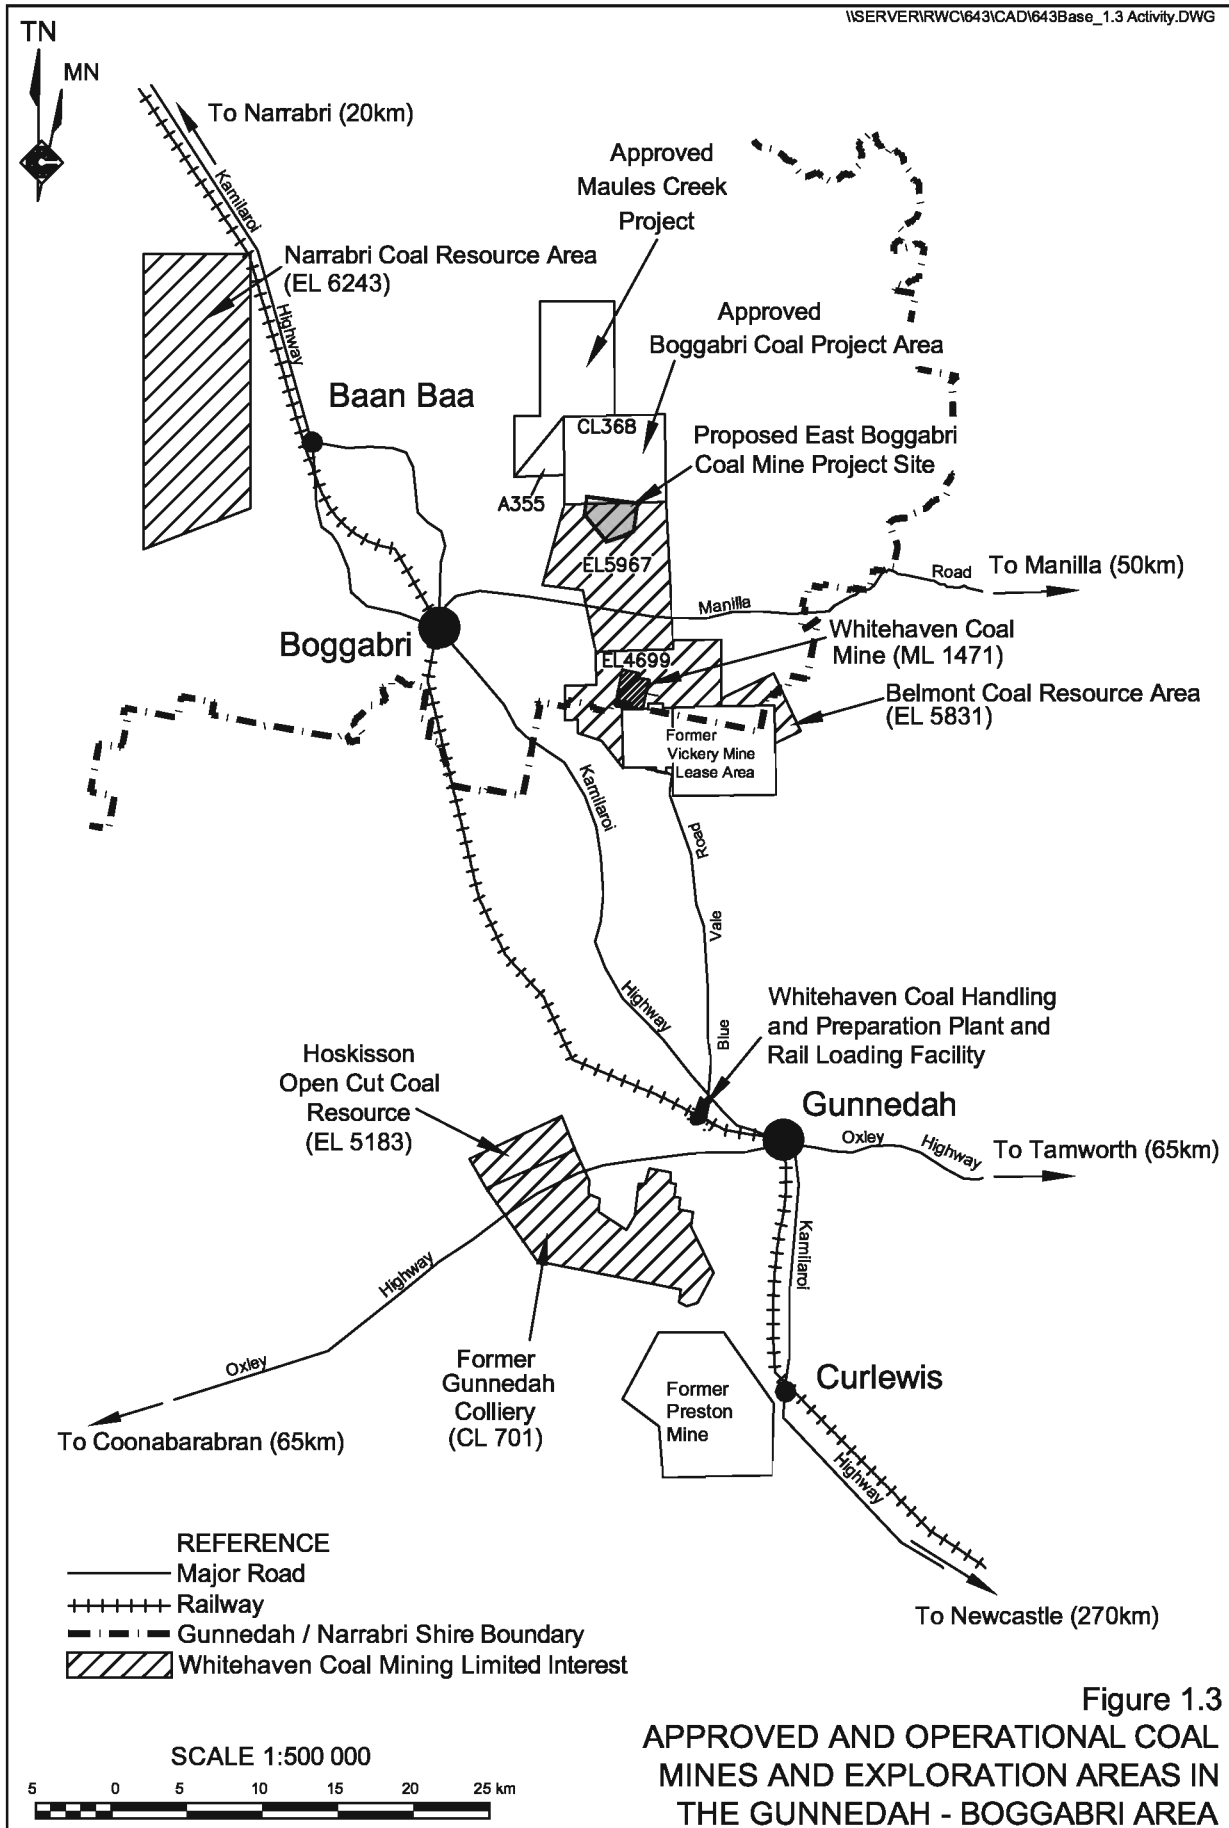 \\SERVER\RWC\643\CAD\643Base_1.3 Activity.DWG
TN
MN
To Narrabri (20km)
Kamilaroi
Highway
Approved
Maules Creek
Project
Narrabri Coal Resource Area
(EL 6243)
Approved
Boggabri Coal Project Area
Baan Baa
CL368
Proposed East Boggabri
Coal Mine Project Site
A355
EL5967
To Manilla (50km)
Road
Manilla
Boggabri
Whitehaven Coal
Mine (ML 1471)
EL4699
Belmont Coal Resource Area
(EL 5831)
Former
Vickery Mine
Lease Area
Kamilaroi
Road
Vale
Blue
Highway
Whitehaven Coal Handling
and Preparation Plant and
Rail Loading Facility
Hoskisson
Open Cut Coal
Resource
(EL 5183)
Gunnedah
Oxley
Highway
To Tamworth (65km)
Kamilaroi
Highway
Oxley
Former
Gunnedah
Colliery
(CL 701)
Curlewis
Former
Preston
Mine
To Coonabarabran (65km)
Highway
To Newcastle (270km)
REFERENCE
Major Road
Railway
Gunnedah / Narrabri Shire Boundary
Whitehaven Coal Mining Limited Interest
SCALE 1:500 000
5 0 5 10 15 20 25 km
Figure 1.3
APPROVED AND OPERATIONAL COAL
MINES AND EXPLORATION AREAS IN
THE GUNNEDAH - BOGGABRI AREA